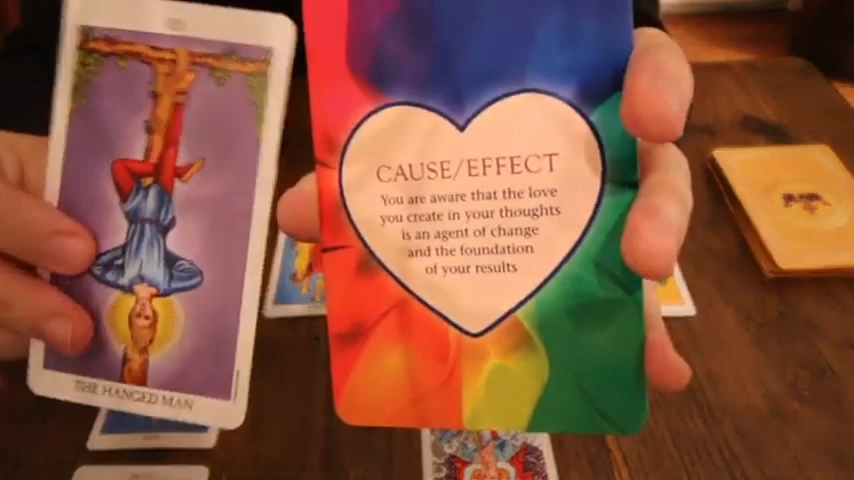 THE HANGED MAN
CAUSE/EFFECT
You are aware that the love
you create in your thoughts
is an agent of change
and the foundation
of your results